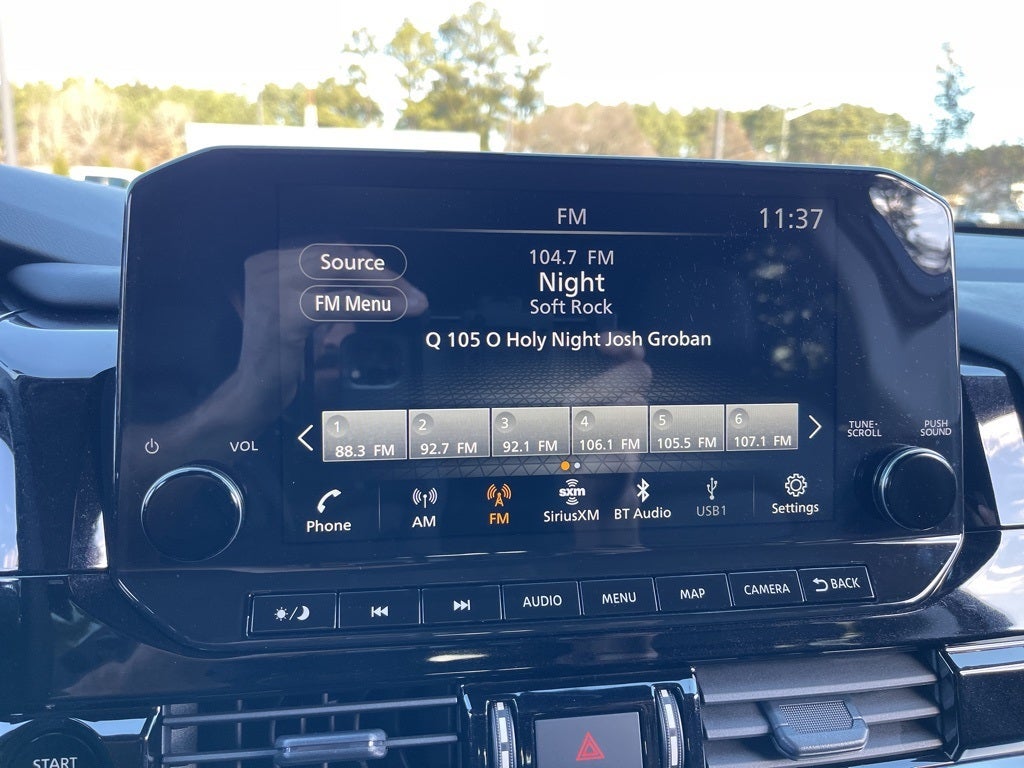 FM
11:37
Source
FM Menu
104.7 FM
Night
Soft Rock
Q 105 O Holy Night Josh Groban
1
88.3 FM
2
92.7 FM
3
92.1 FM
4
106.1 FM
5
105.5 FM
6
107.1 FM
VOL
TUNE·
SCROLL
PUSH
SOUND
Phone
AM
FM
sxm
SiriusXM
BT Audio
USB1
Settings
AUDIO
MENU
MAP
CAMERA
BACK
START